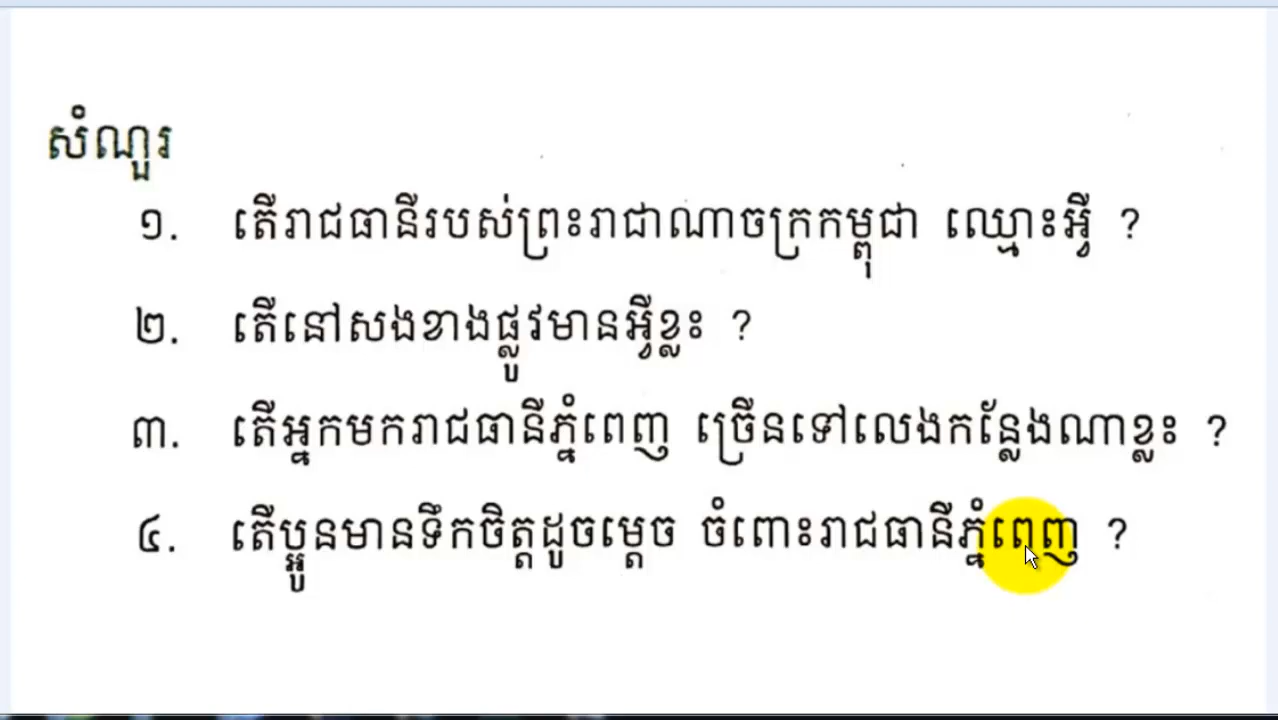 សំណួរ
១. តើរាជធានីរបស់ព្រះរាជាណាចក្រកម្ពុជា ឈ្មោះអ្វី ?
២. តើនៅសងខាងផ្លូវមានអ្វីខ្លះ ?
៣. តើអ្នកមករាជធានីភ្នំពេញ ច្រើនទៅលេងកន្លែងណាខ្លះ ?
៤. តើប្អូនមានទឹកចិត្តដូចម្តេច ចំពោះរាជធានីភ្នំពេញ ?